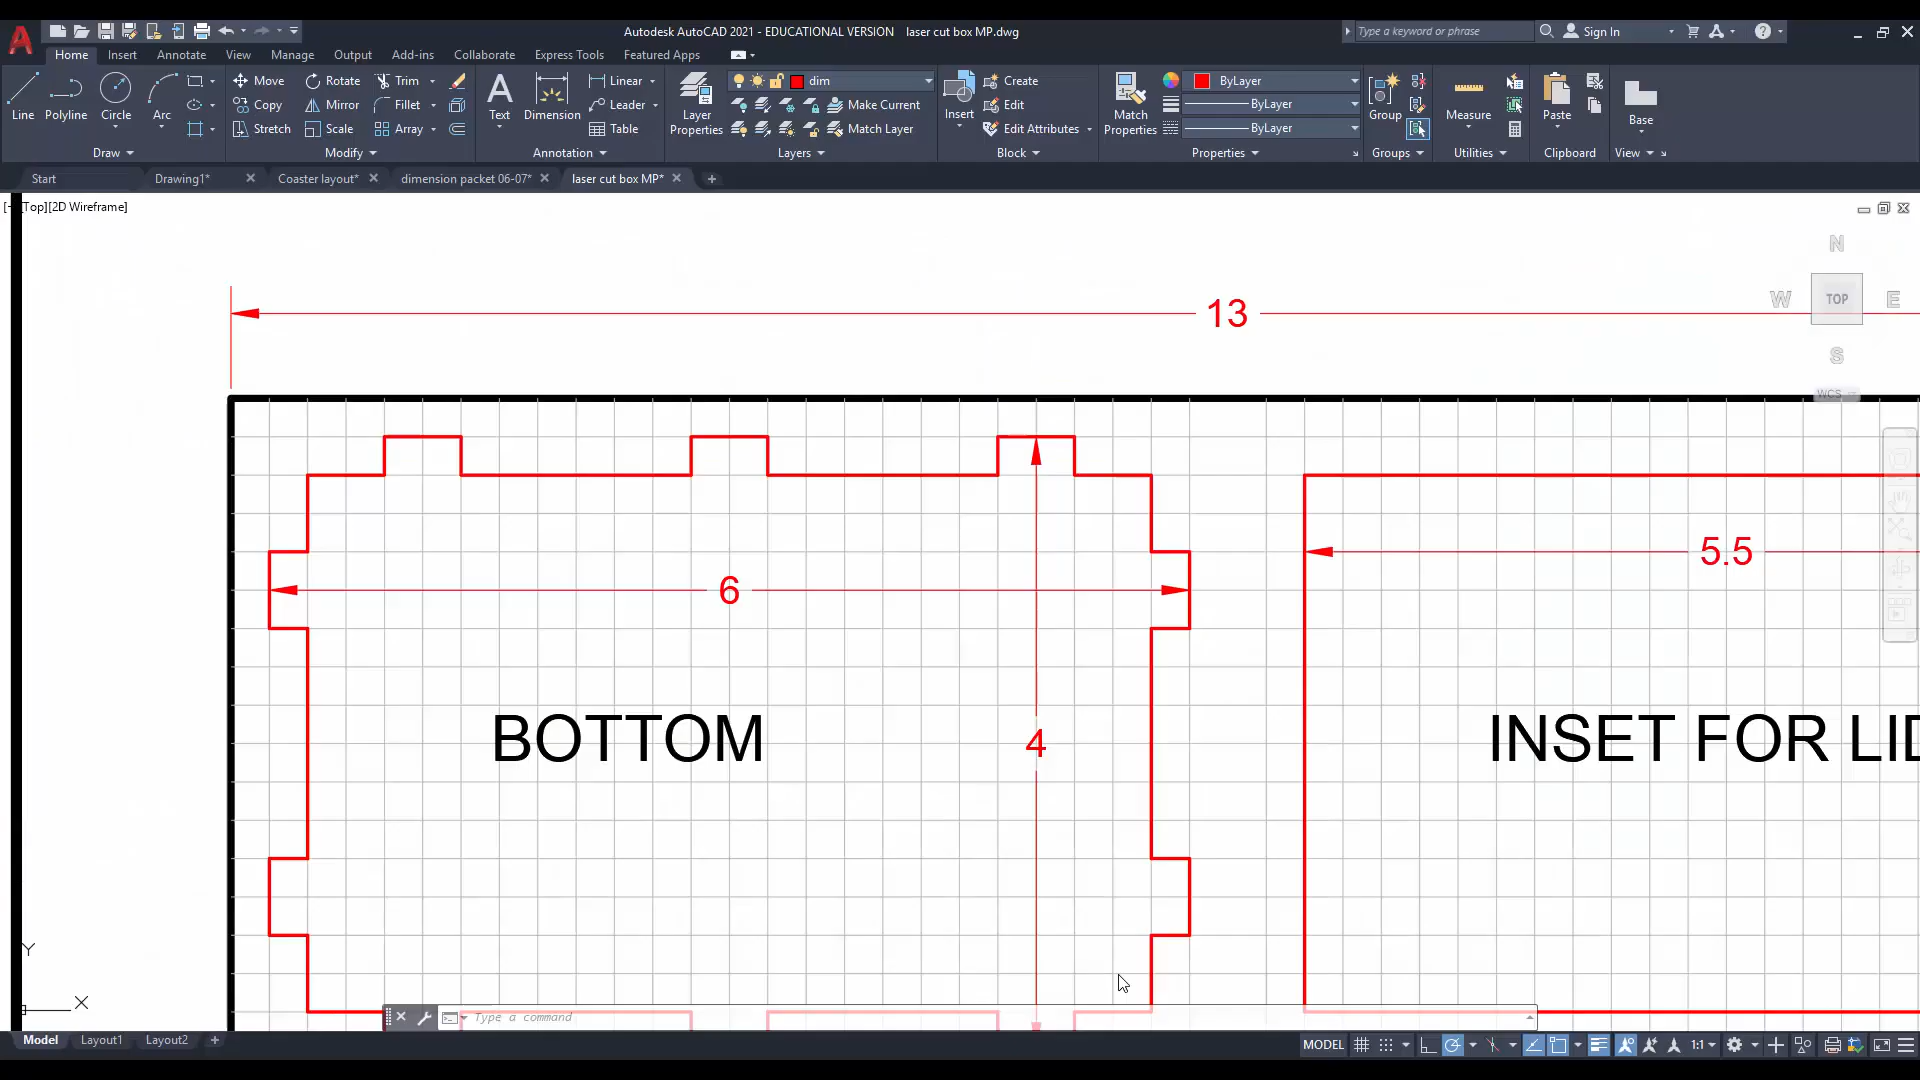 Autodesk AutoCAD 2021 - EDUCATIONAL VERSION laser cut box MP.dwg
Type a keyword or phrase
Sign In
Home Insert Annotate View Manage Output Add-ins Collaborate Express Tools Featured Apps
Line Polyline Circle Arc
Move Rotate Trim
Copy Mirror Fillet
Stretch Scale Array
Text Dimension
Linear
Leader
Table
Layer Properties
dim
Make Current
Match Layer
Insert
Create
Edit
Edit Attributes
Match Properties
ByLayer
ByLayer
ByLayer
Group
Measure
Paste
Base
Draw Modify Annotation Layers Block Properties Groups Utilities Clipboard View
Start Drawing1* Coaster layout* dimension packet 06-07* laser cut box MP*
[-][Top][2D Wireframe]
N
W TOP E
S
WCS
13
5.5
6
BOTTOM
4
INSET FOR LID
Y
X
Type a command
Model Layout1 Layout2
MODEL
1:1